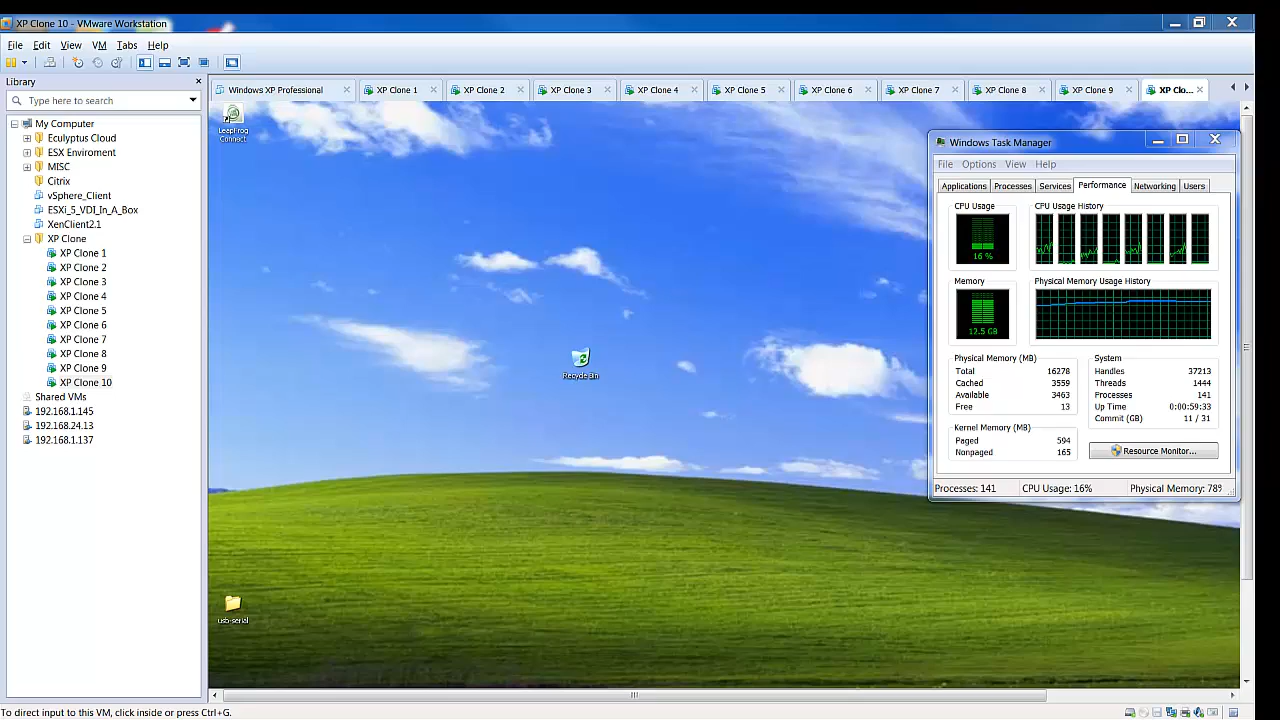 XP Clone 10 - VMware Workstation
File Edit View VM Tabs Help
Library
Type here to search
My Computer
Eculyptus Cloud
ESX Enviroment
MISC
Citrix
vSphere_Client
ESXi_5_VDI_In_A_Box
XenClient2.1
XP Clone
XP Clone 1
XP Clone 2
XP Clone 3
XP Clone 4
XP Clone 5
XP Clone 6
XP Clone 7
XP Clone 8
XP Clone 9
XP Clone 10
Shared VMs
192.168.1.145
192.168.24.13
192.168.1.137
Windows XP Professional XP Clone 1 XP Clone 2 XP Clone 3 XP Clone 4 XP Clone 5 XP Clone 6 XP Clone 7 XP Clone 8 XP Clone 9 XP Clo...
LeapFrog
Connect
Recycle Bin
usb-serial
Windows Task Manager
File Options View Help
Applications Processes Services Performance Networking Users
CPU Usage CPU Usage History
16 %
Memory Physical Memory Usage History
12.5 GB
Physical Memory (MB)
Total 16278
Cached 3559
Available 3463
Free 13
Kernel Memory (MB)
Paged 594
Nonpaged 165
System
Handles 37213
Threads 1444
Processes 141
Up Time 0:00:59:33
Commit (GB) 11 / 31
Resource Monitor...
Processes: 141 CPU Usage: 16% Physical Memory: 78%
To direct input to this VM, click inside or press Ctrl+G.